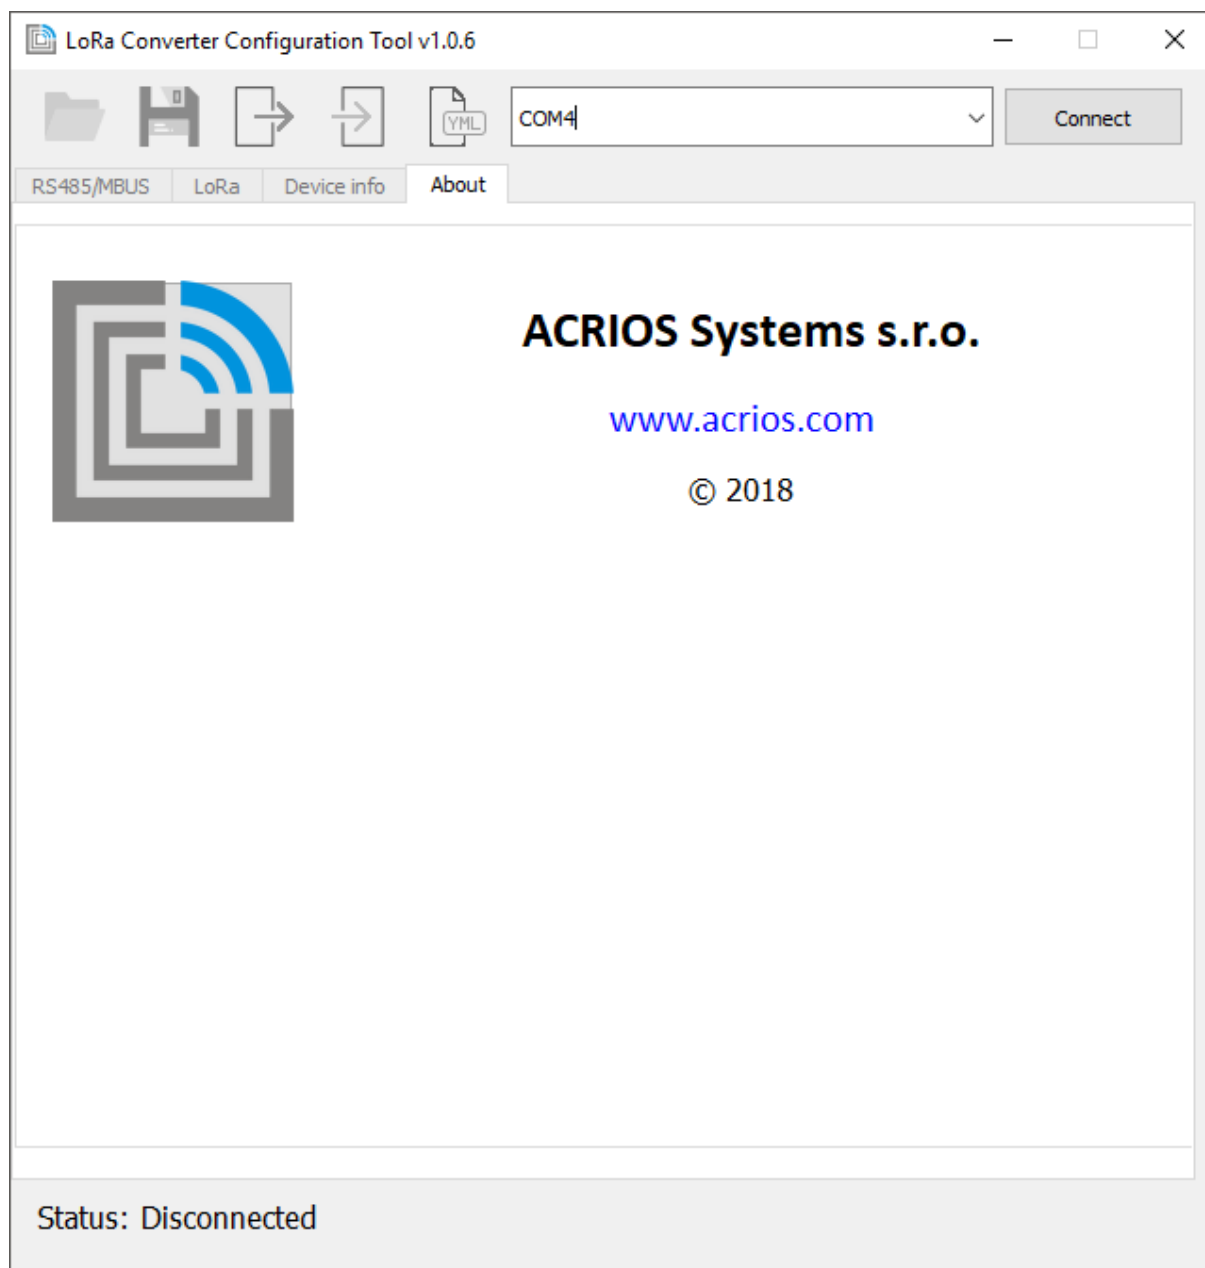 LoRa Converter Configuration Tool v1.0.6
YML
COM4
Connect
RS485/MBUS
LoRa
Device info
About
ACRIOS Systems s.r.o.
www.acrios.com
© 2018
Status: Disconnected